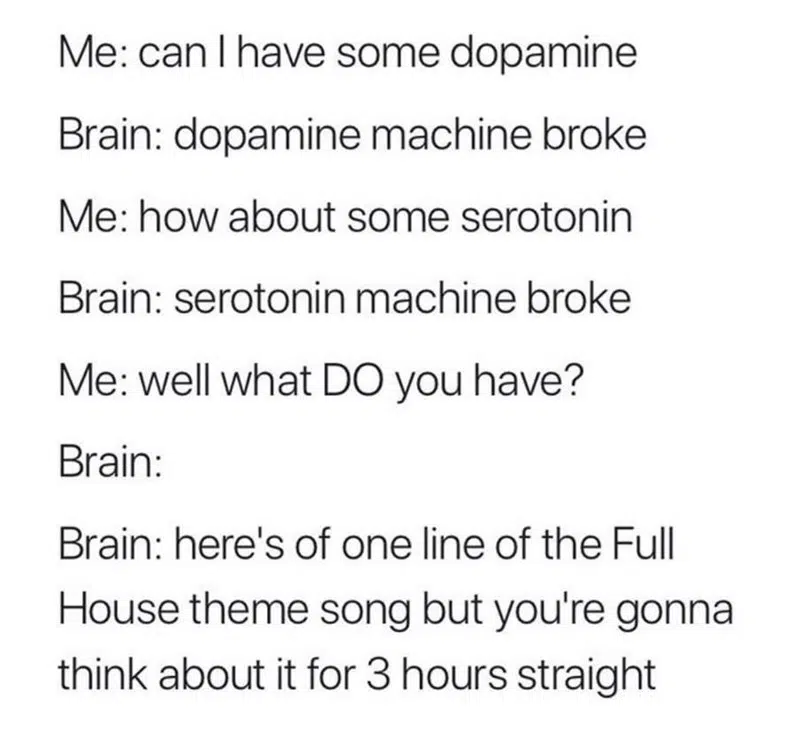 Me: can I have some dopamine
Brain: dopamine machine broke
Me: how about some serotonin
Brain: serotonin machine broke
Me: well what DO you have?
Brain:
Brain: here's of one line of the Full
House theme song but you're gonna
think about it for 3 hours straight